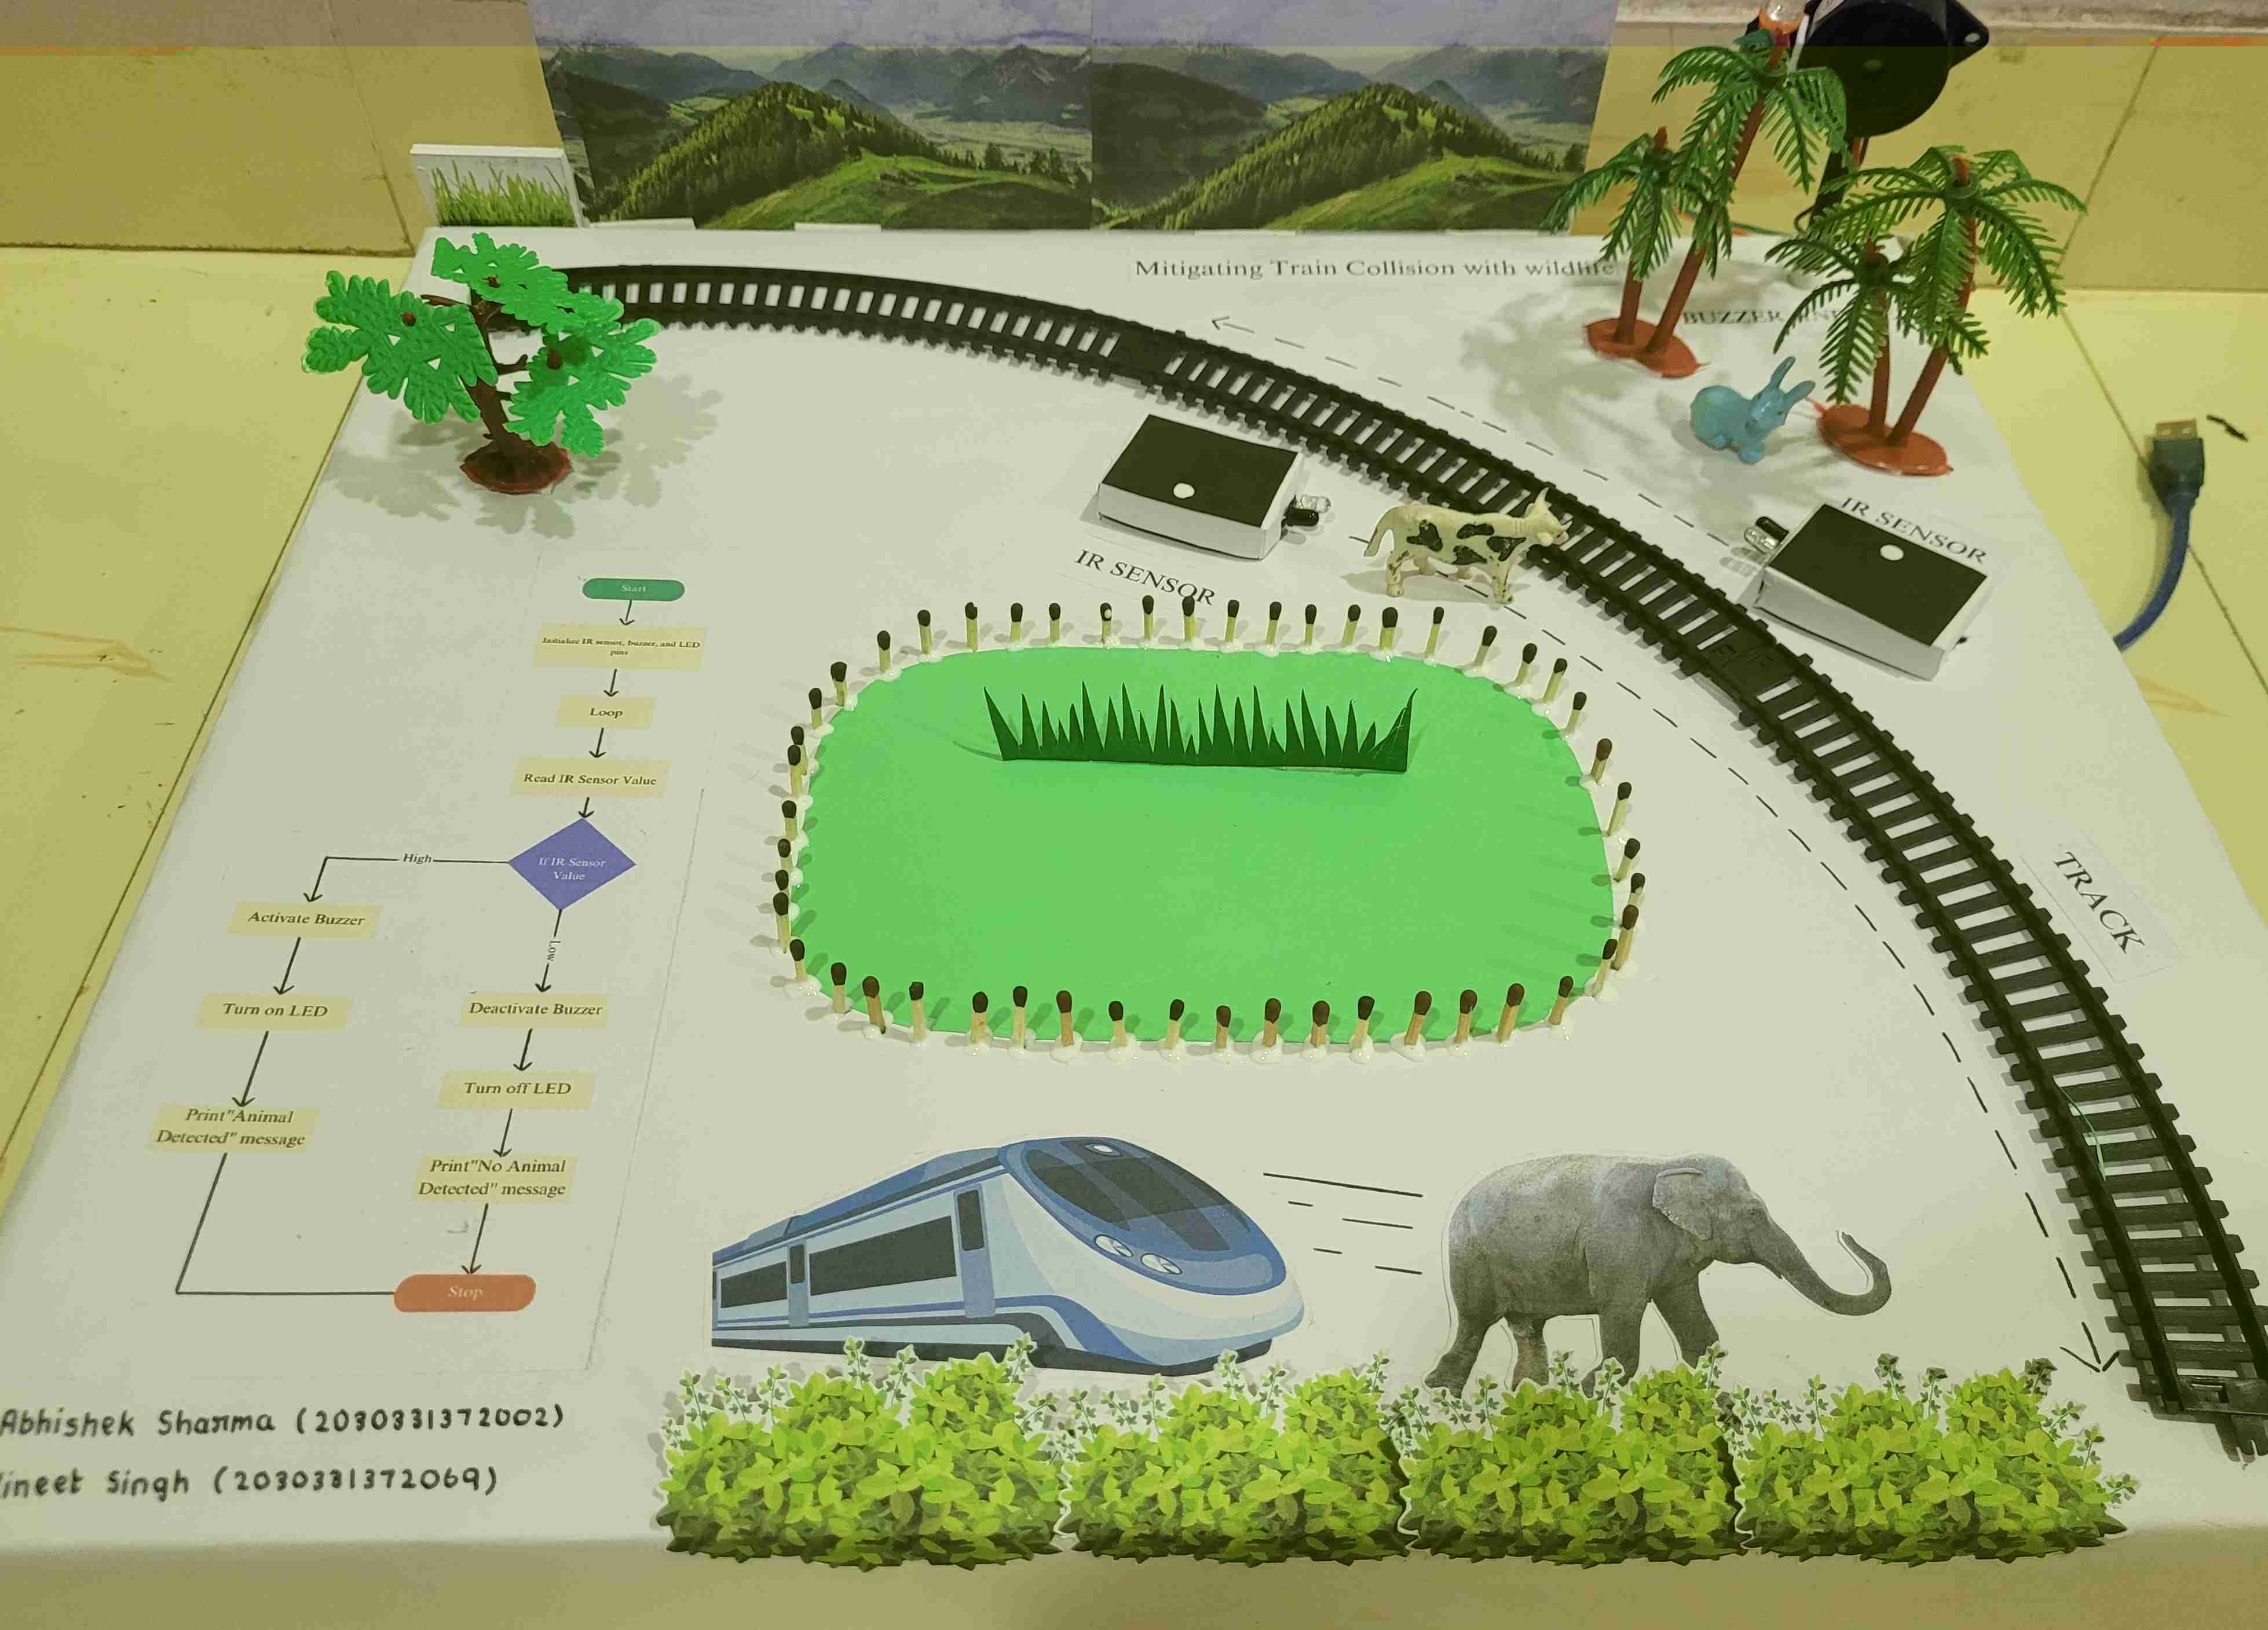 Mitigating Train Collision with wildlife
BUZZER
IR SENSOR
IR SENSOR
TRACK
Start
Initialize IR sensor, buzzer, and LED
pins
Loop
Read IR Sensor Value
If IR Sensor
Value
High
Low
Activate Buzzer
Turn on LED
Print"Animal
Detected" message
Deactivate Buzzer
Turn off LED
Print"No Animal
Detected" message
Stop
Abhishek Sharma (2030331372002)
ineet Singh (2030331372069)